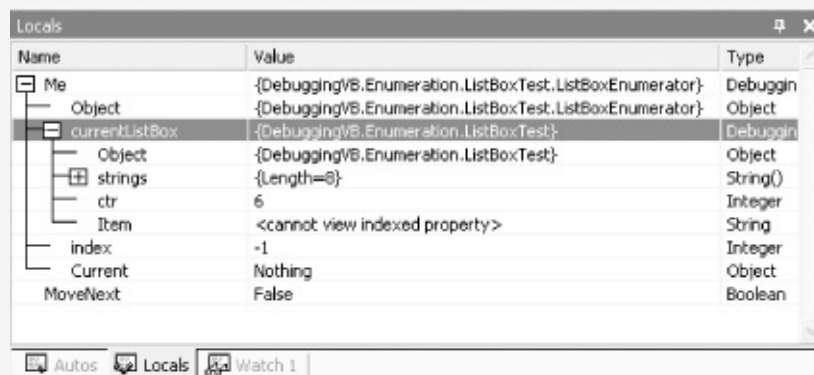 Locals
Name Value Type
Me {DebuggingVB.Enumeration.ListBoxTest.ListBoxEnumerator} Debuggin
Object {DebuggingVB.Enumeration.ListBoxTest.ListBoxEnumerator} Object
currentListBox {DebuggingVB.Enumeration.ListBoxTest} Debuggin
Object {DebuggingVB.Enumeration.ListBoxTest} Object
strings {Length=8} String()
ctr 6 Integer
Item <cannot view indexed property> String
index -1 Integer
Current Nothing Object
MoveNext False Boolean
Autos Locals Watch 1